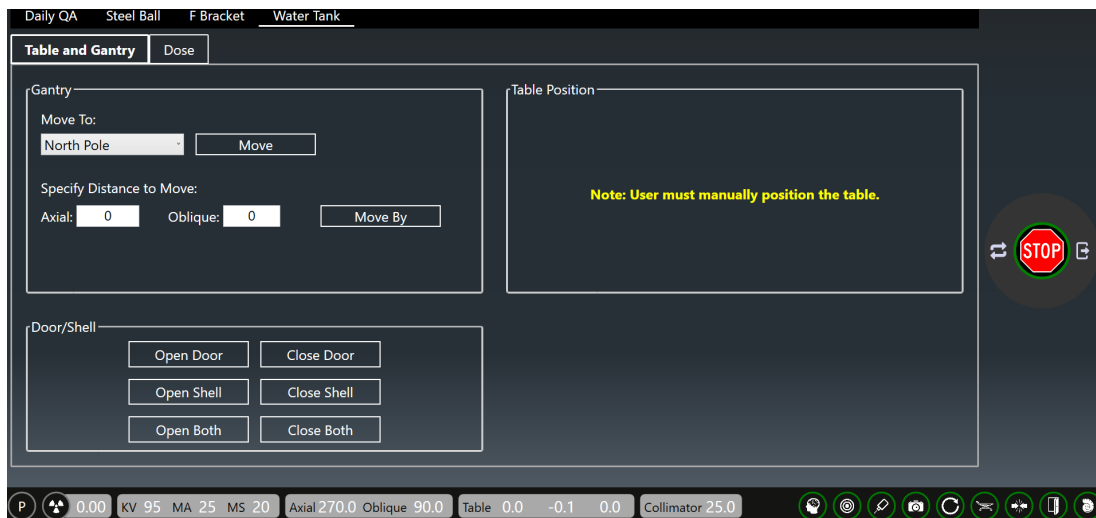 Daily QA Steel Ball F Bracket Water Tank
Table and Gantry Dose
Gantry
Move To:
North Pole Move
Specify Distance to Move:
Axial: 0 Oblique: 0 Move By
Table Position
Note: User must manually position the table.
STOP
Door/Shell
Open Door Close Door
Open Shell Close Shell
Open Both Close Both
P 0.00 KV 95 MA 25 MS 20 Axial 270.0 Oblique 90.0 Table 0.0 -0.1 0.0 Collimator 25.0